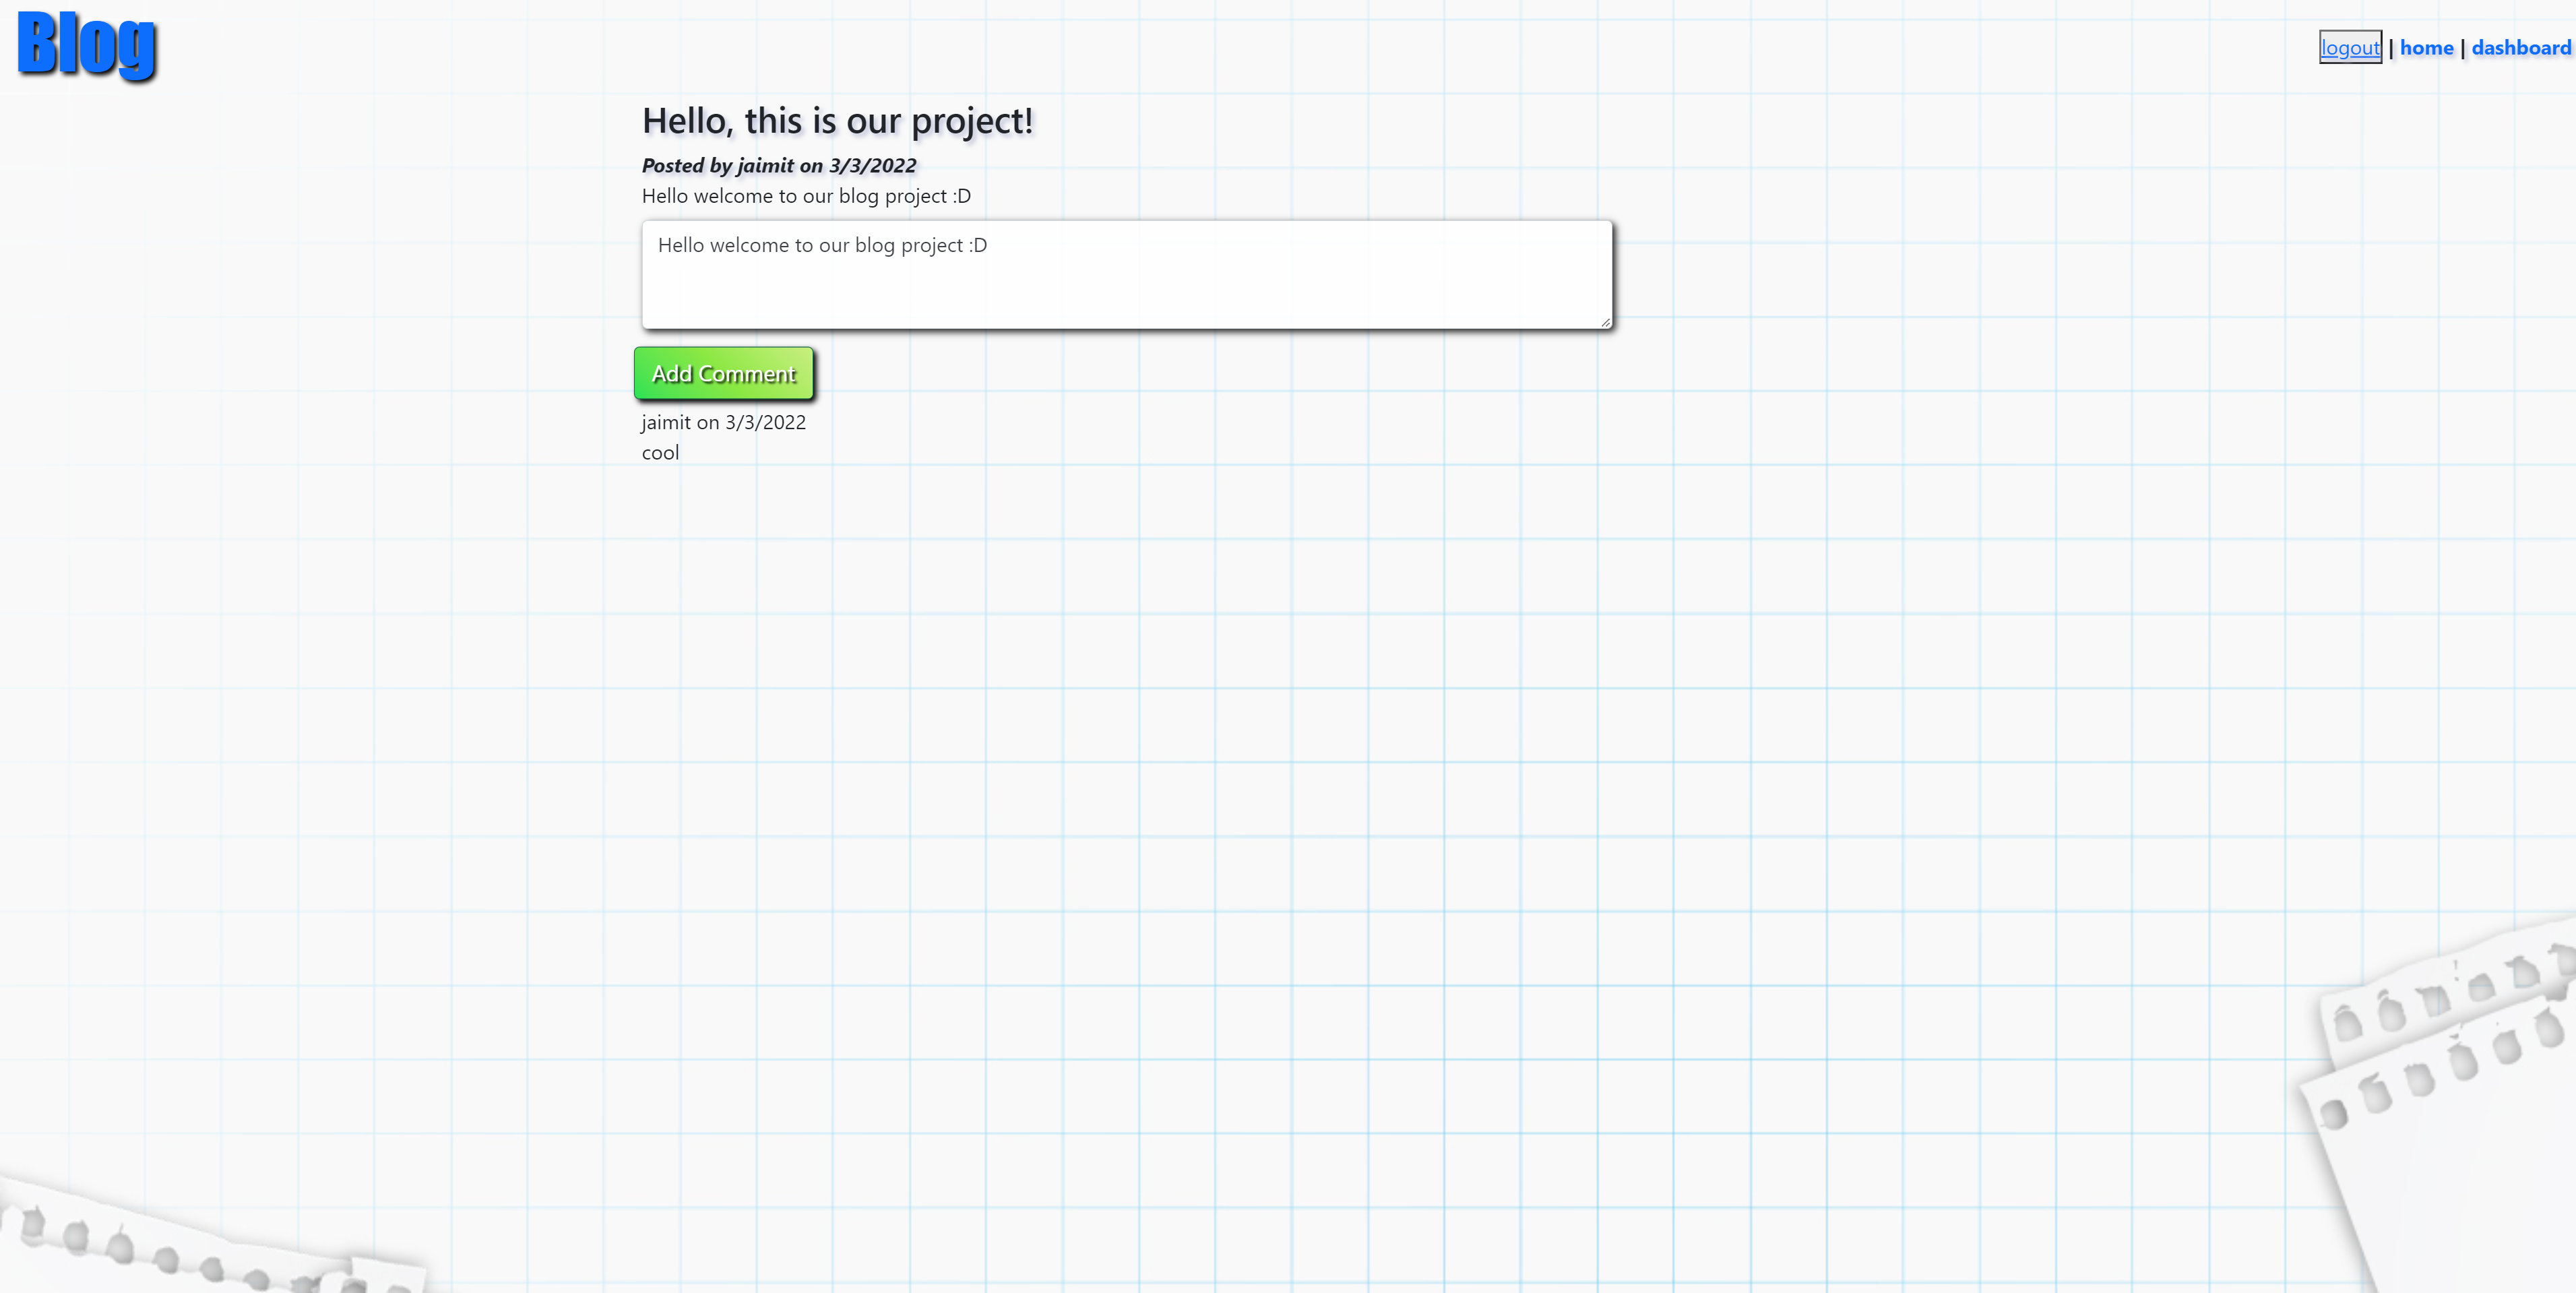 Blog
logout | home | dashboard
Hello, this is our project!
Posted by jaimit on 3/3/2022
Hello welcome to our blog project :D
Hello welcome to our blog project :D
Add Comment
jaimit on 3/3/2022
cool